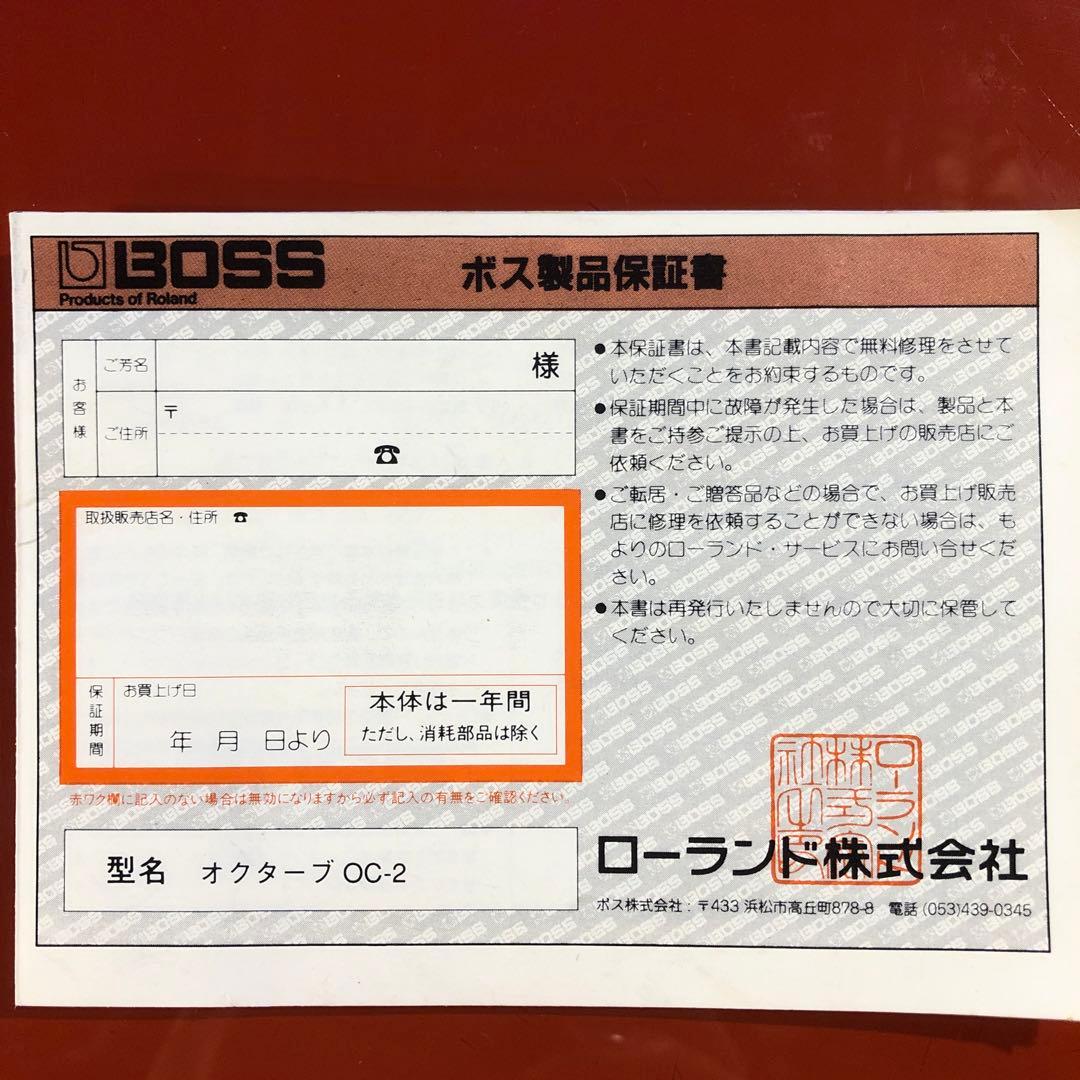 BOSS
Products of Roland
ボス製品保証書
お客様
ご芳名
様
ご住所
〒
☎
取扱販売店名・住所 ☎
保証期間
お買上げ日
年 月 日より
本体は一年間
ただし、消耗部品は除く
赤ワク欄に記入のない場合は無効になりますから必ず記入の有無をご確認ください。
型名 オクターブ OC-2
●本保証書は、本書記載内容で無料修理をさせて
いただくことをお約束するものです。
●保証期間中に故障が発生した場合は、製品と本
書をご持参ご提示の上、お買上げの販売店にご
依頼ください。
●ご転居・ご贈答品などの場合で、お買上げ販売
店に修理を依頼することができない場合は、も
よりのローランド・サービスにお問い合せくだ
さい。
●本書は再発行いたしませんので大切に保管して
ください。
ローランド株式会社
ボス株式会社：〒433 浜松市高丘町878-8 電話(053)439-0345